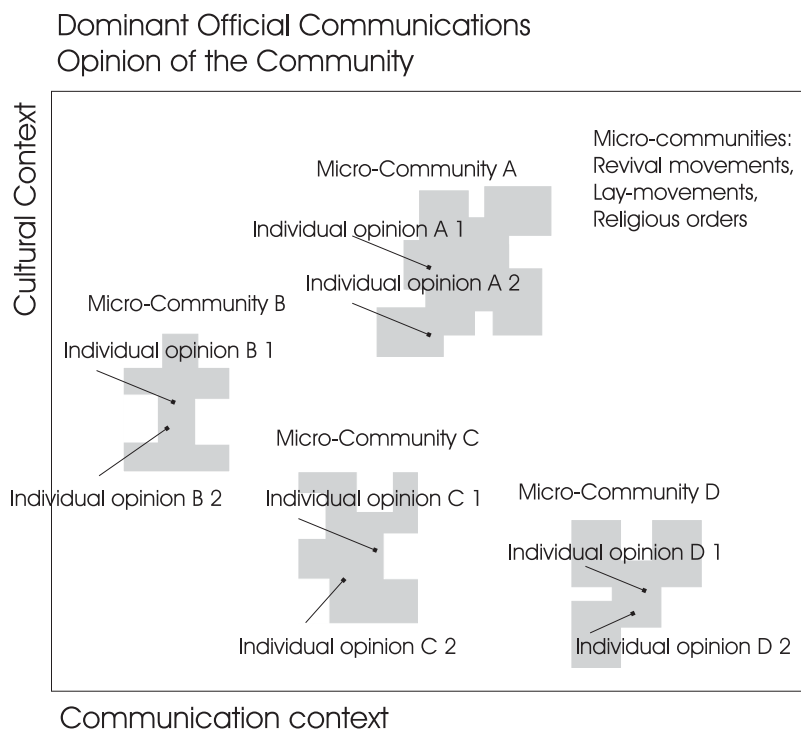 Dominant Official Communications
Opinion of the Community
Cultural Context
Micro-communities:
Revival movements,
Lay-movements,
Religious orders
Micro-Community A
Individual opinion A 1
Individual opinion A 2
Micro-Community B
Individual opinion B 1
Individual opinion B 2
Micro-Community C
Individual opinion C 1
Individual opinion C 2
Micro-Community D
Individual opinion D 1
Individual opinion D 2
Communication context